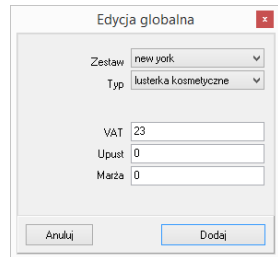 Edycja globalna
x
Zestaw new york
Typ lusterka kosmetyczne
VAT 23
Upust 0
Marża 0
Anuluj Dodaj